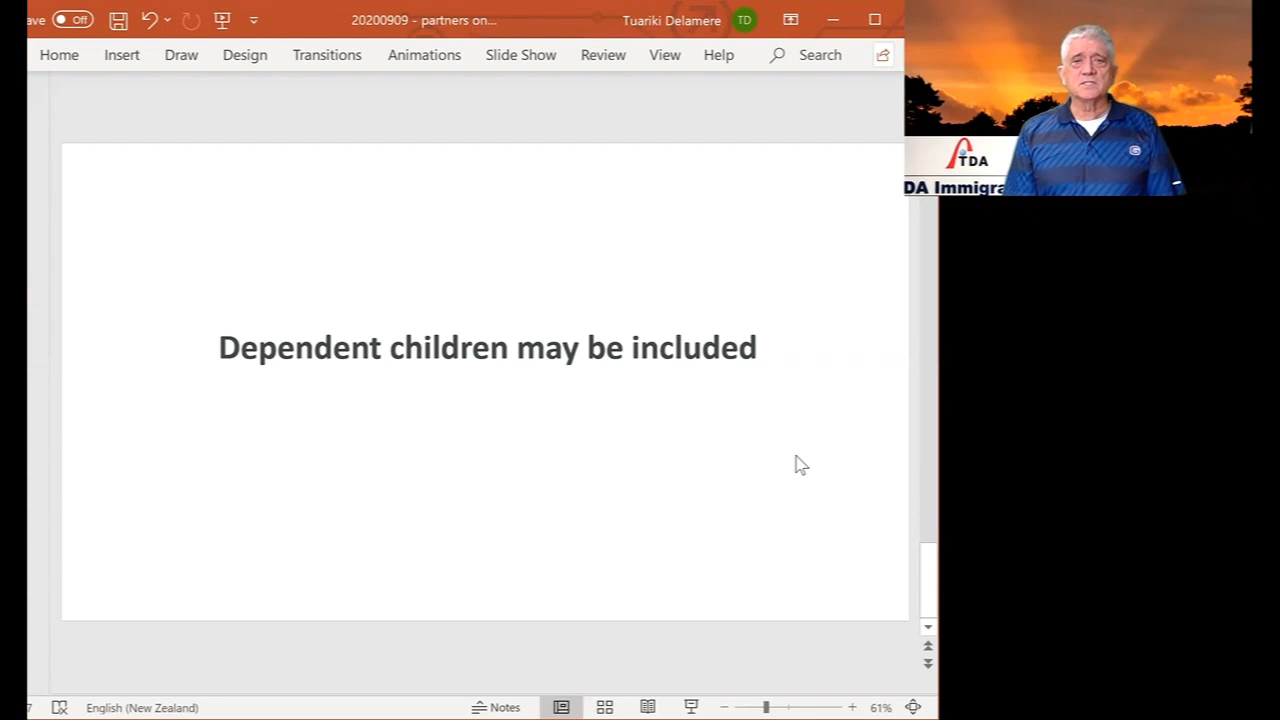 ave Off 20200909 - partners on... Tuariki Delamere TD
Home Insert Draw Design Transitions Animations Slide Show Review View Help Search
TDA
DA Immigra
Dependent children may be included
7 English (New Zealand) Notes 61%